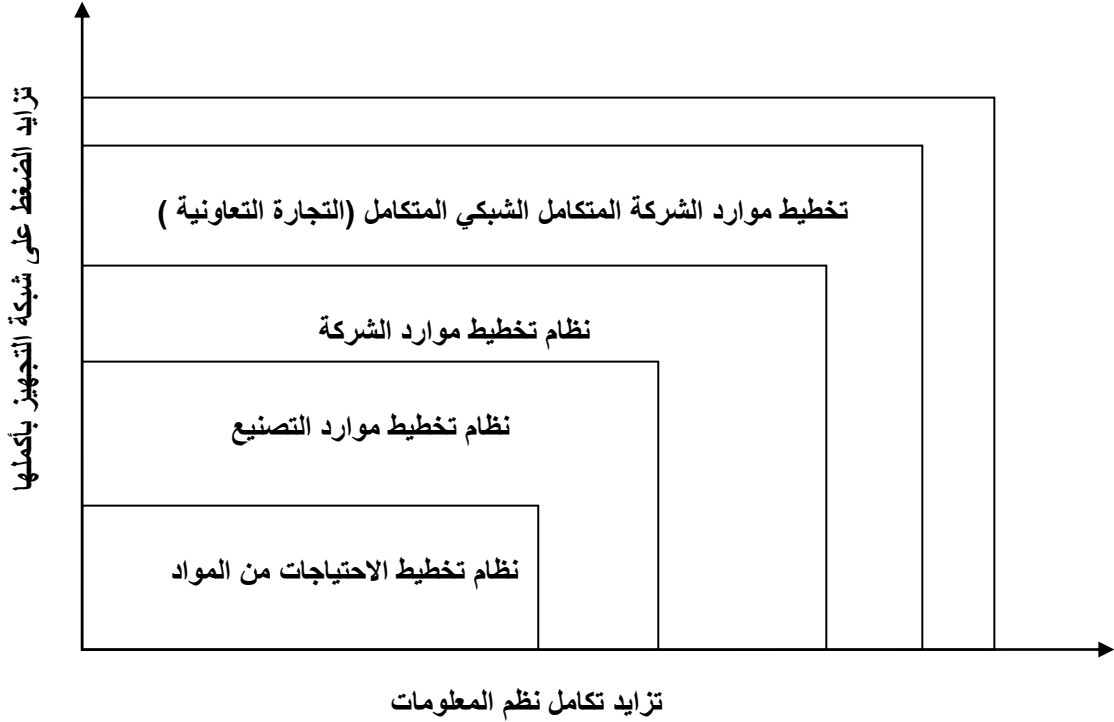 تزايد الضغط على شبكة التجهيز بأكملها
تخطيط موارد الشركة المتكامل الشبكي المتكامل (التجارة التعاونية )
نظام تخطيط موارد الشركة
نظام تخطيط موارد التصنيع
نظام تخطيط الاحتياجات من المواد
تزايد تكامل نظم المعلومات